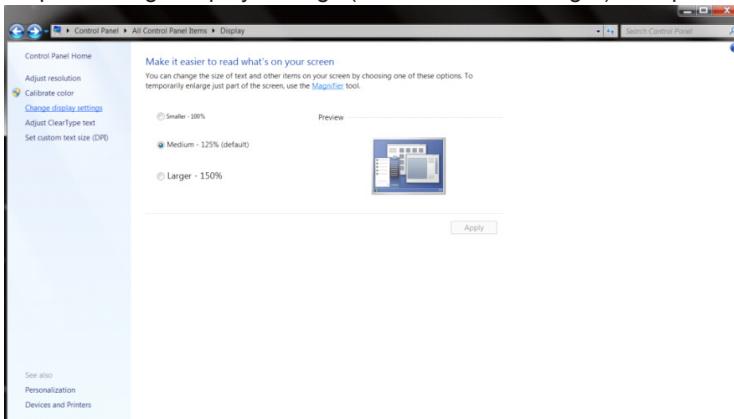 Control Panel ▸ All Control Panel Items ▸ Display
Search Control Panel
Control Panel Home
Adjust resolution
Calibrate color
Change display settings
Adjust ClearType text
Set custom text size (DPI)
Make it easier to read what's on your screen
You can change the size of text and other items on your screen by choosing one of these options. To
temporarily enlarge just part of the screen, use the Magnifier tool.
Smaller - 100%
Preview
Medium - 125% (default)
Larger - 150%
Apply
See also
Personalization
Devices and Printers